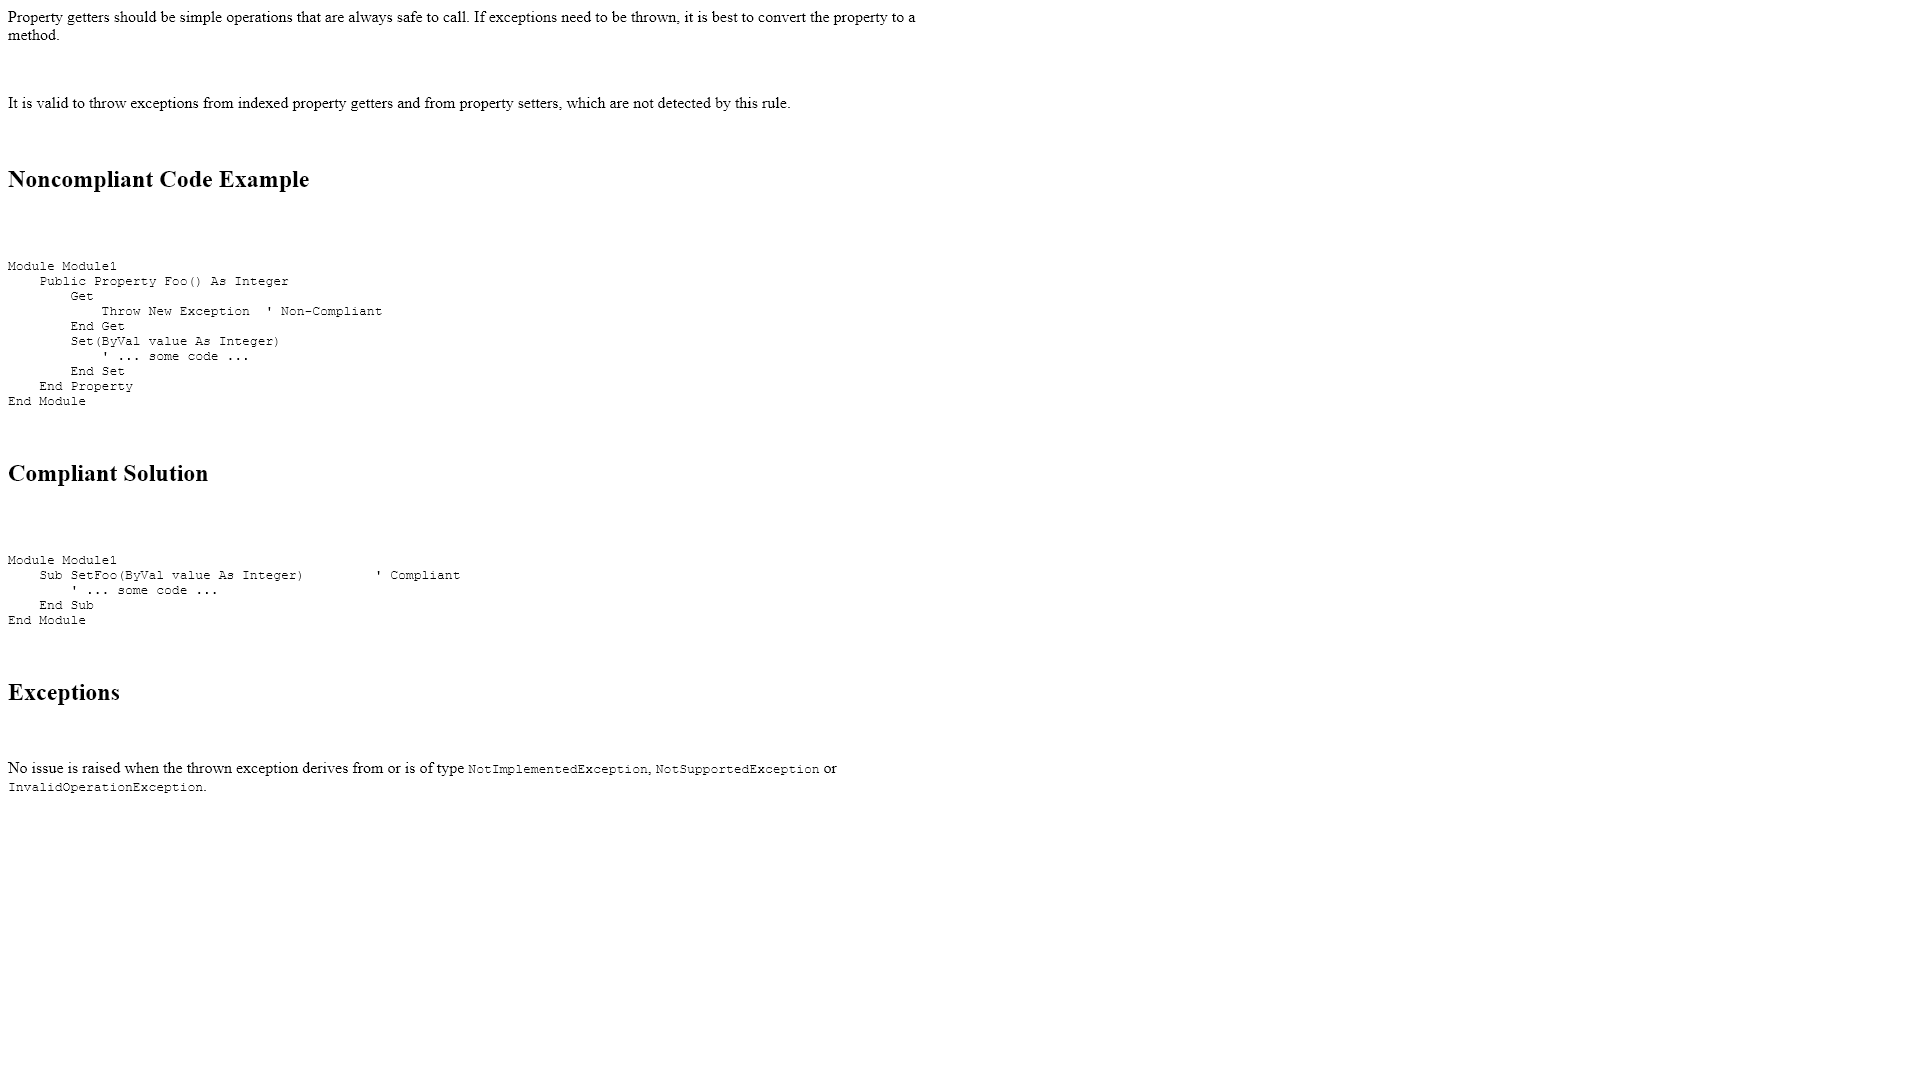 Property getters should be simple operations that are always safe to call. If exceptions need to be thrown, it is best to convert the property to a
method.
It is valid to throw exceptions from indexed property getters and from property setters, which are not detected by this rule.
Noncompliant Code Example
Module Module1
    Public Property Foo() As Integer
        Get
            Throw New Exception  ' Non-Compliant
        End Get
        Set(ByVal value As Integer)
            ' ... some code ...
        End Set
    End Property
End Module
Compliant Solution
Module Module1
    Sub SetFoo(ByVal value As Integer)         ' Compliant
        ' ... some code ...
    End Sub
End Module
Exceptions
No issue is raised when the thrown exception derives from or is of type NotImplementedException, NotSupportedException or
InvalidOperationException.